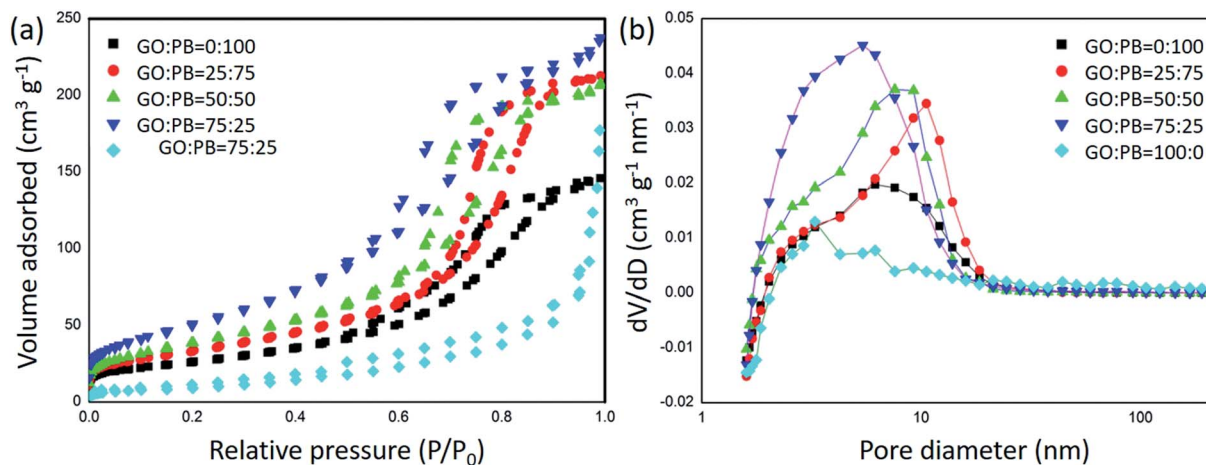 (a)
GO:PB=0:100
GO:PB=25:75
GO:PB=50:50
GO:PB=75:25
GO:PB=75:25
Volume adsorbed (cm³ g⁻¹)
250
200
150
100
50
0
0.0 0.2 0.4 0.6 0.8 1.0
Relative pressure (P/P₀)
(b)
GO:PB=0:100
GO:PB=25:75
GO:PB=50:50
GO:PB=75:25
GO:PB=100:0
dV/dD (cm³ g⁻¹ nm⁻¹)
0.05
0.04
0.03
0.02
0.01
0.00
-0.01
-0.02
1 10 100
Pore diameter (nm)